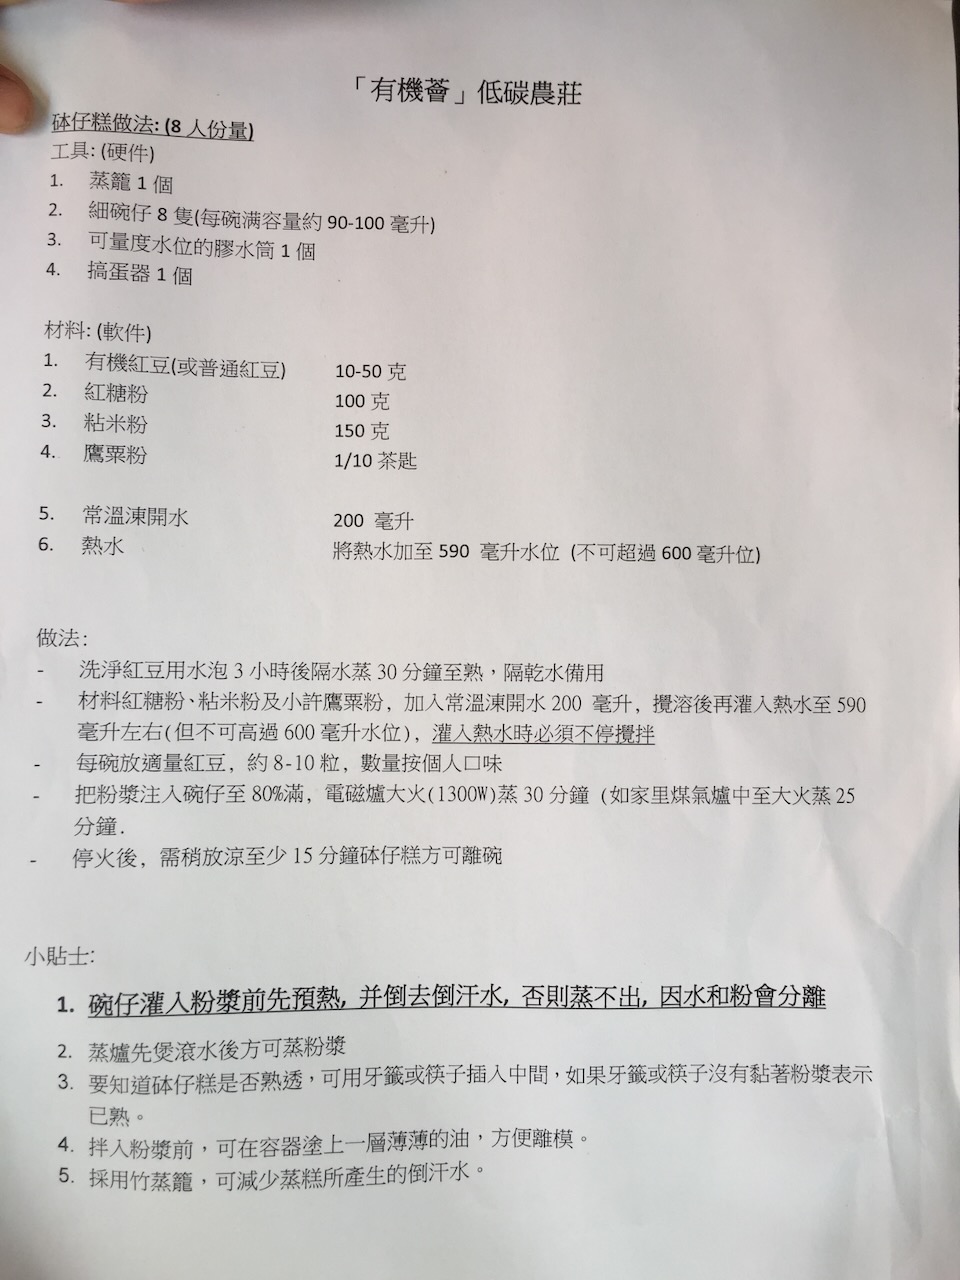 「有機薈」低碳農莊
砵仔糕做法: (8 人份量)
工具: (硬件)
1. 蒸籠 1 個
2. 細碗仔 8 隻(每碗满容量約 90-100 毫升)
3. 可量度水位的膠水筒 1 個
4. 搞蛋器 1 個
材料: (軟件)
1. 有機紅豆(或普通紅豆) 10-50 克
2. 紅糖粉 100 克
3. 粘米粉 150 克
4. 鷹粟粉 1/10 茶匙
5. 常溫凍開水 200 毫升
6. 熱水 將熱水加至 590 毫升水位 (不可超過 600 毫升位)
做法:
- 洗淨紅豆用水泡 3 小時後隔水蒸 30 分鐘至熟，隔乾水備用
- 材料紅糖粉、粘米粉及小許鷹粟粉, 加入常溫凍開水 200 毫升, 攪溶後再灌入熱水至 590
毫升左右(但不可高過 600 毫升水位), 灌入熱水時必須不停攪拌
- 每碗放適量紅豆, 約 8-10 粒, 數量按個人口味
- 把粉漿注入碗仔至 80%滿, 電磁爐大火(1300W)蒸 30 分鐘 (如家里煤氣爐中至大火蒸 25
分鐘.
- 停火後, 需稍放涼至少 15 分鐘砵仔糕方可離碗
小貼士:
1. 碗仔灌入粉漿前先預熱, 并倒去倒汗水, 否則蒸不出, 因水和粉會分離
2. 蒸爐先煲滾水後方可蒸粉漿
3. 要知道砵仔糕是否熟透，可用牙籤或筷子插入中間，如果牙籤或筷子沒有黏著粉漿表示
已熟。
4. 拌入粉漿前，可在容器塗上一層薄薄的油，方便離模。
5. 採用竹蒸籠，可減少蒸糕所產生的倒汗水。